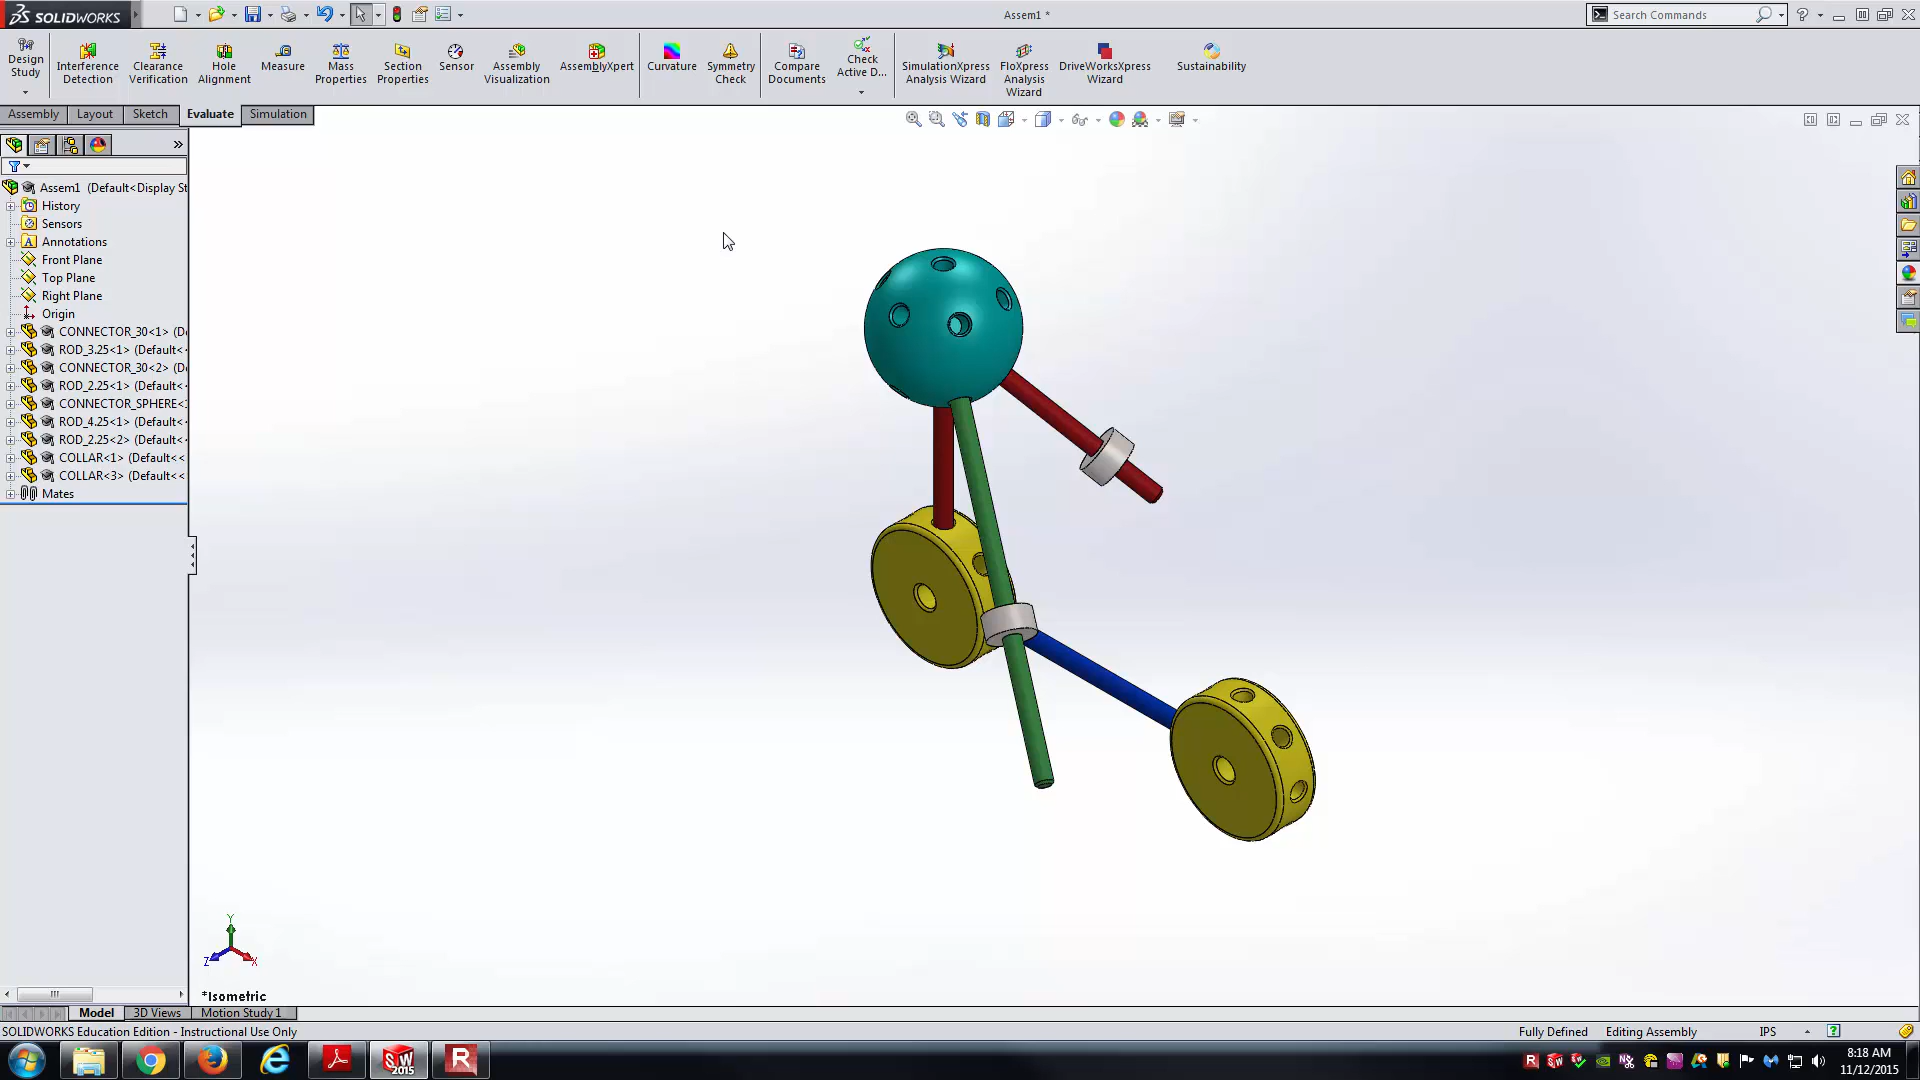 SOLIDWORKS
Assem1 *
Search Commands
Design Study
Interference Detection
Clearance Verification
Hole Alignment
Measure
Mass Properties
Section Properties
Sensor
Assembly Visualization
AssemblyXpert
Curvature
Symmetry Check
Compare Documents
Check Active D...
SimulationXpress Analysis Wizard
FloXpress Analysis Wizard
DriveWorksXpress Wizard
Sustainability
Assembly
Layout
Sketch
Evaluate
Simulation
Assem1 (Default<Display St
History
Sensors
Annotations
Front Plane
Top Plane
Right Plane
Origin
CONNECTOR_30<1> (De
ROD_3.25<1> (Default<<
CONNECTOR_30<2> (De
ROD_2.25<1> (Default<<
CONNECTOR_SPHERE<1
ROD_4.25<1> (Default<<
ROD_2.25<2> (Default<<
COLLAR<1> (Default<<
COLLAR<3> (Default<<
Mates
Y
Z
X
*Isometric
Model
3D Views
Motion Study 1
SOLIDWORKS Education Edition - Instructional Use Only
Fully Defined
Editing Assembly
IPS
8:18 AM
11/12/2015